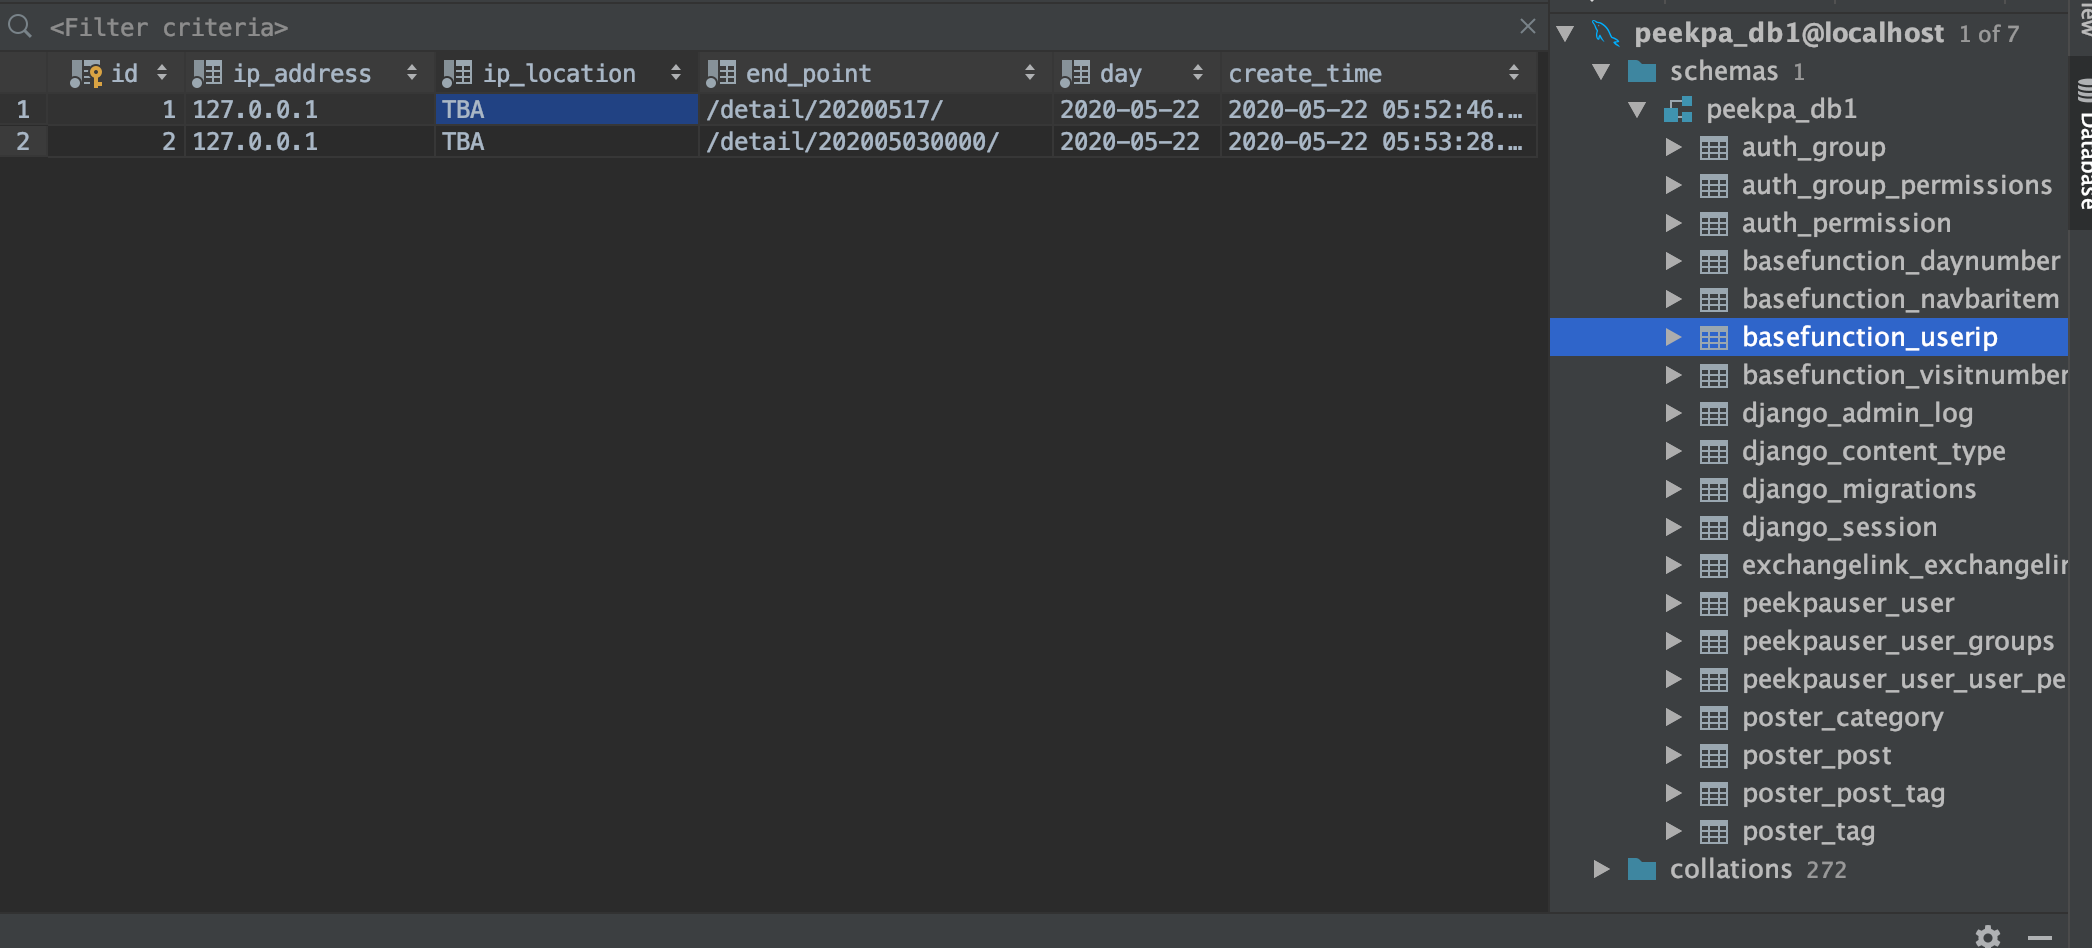 <Filter criteria>
id ip_address ip_location end_point day create_time
1 1 127.0.0.1 TBA /detail/20200517/ 2020-05-22 2020-05-22 05:52:46.…
2 2 127.0.0.1 TBA /detail/202005030000/ 2020-05-22 2020-05-22 05:53:28.…
peekpa_db1@localhost 1 of 7
schemas 1
peekpa_db1
auth_group
auth_group_permissions
auth_permission
basefunction_daynumber
basefunction_navbaritem
basefunction_userip
basefunction_visitnumber
django_admin_log
django_content_type
django_migrations
django_session
exchangelink_exchangelin
peekpauser_user
peekpauser_user_groups
peekpauser_user_user_pe
poster_category
poster_post
poster_post_tag
poster_tag
collations 272
Database